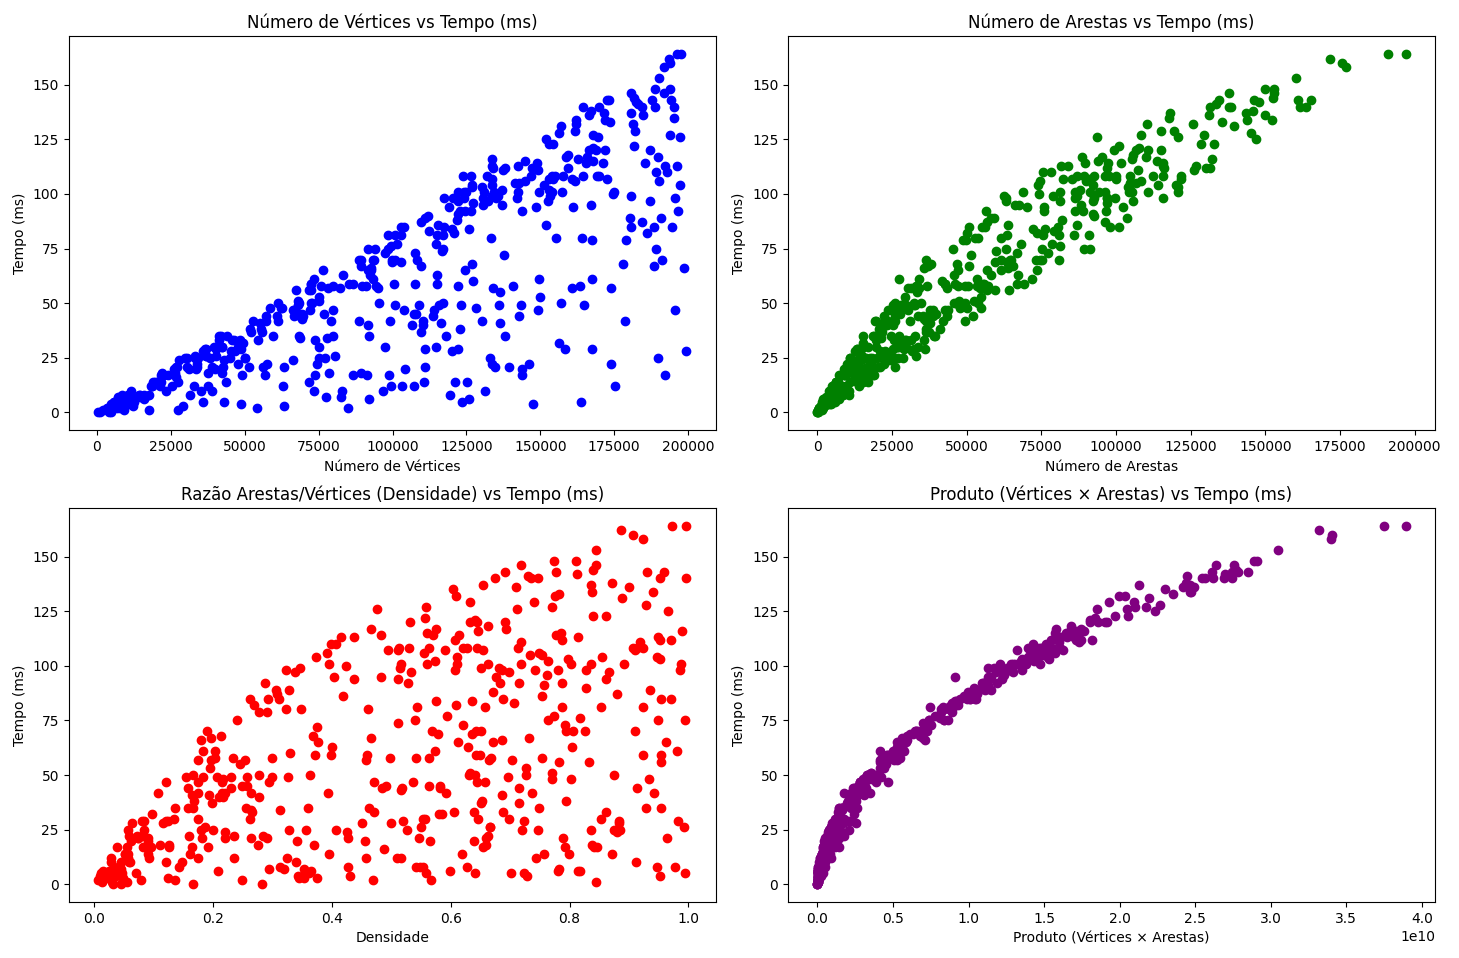 Número de Vértices vs Tempo (ms)
Tempo (ms)
150
125
100
75
50
25
0
0 25000 50000 75000 100000 125000 150000 175000 200000
Número de Vértices
Número de Arestas vs Tempo (ms)
Tempo (ms)
150
125
100
75
50
25
0
0 25000 50000 75000 100000 125000 150000 175000 200000
Número de Arestas
Razão Arestas/Vértices (Densidade) vs Tempo (ms)
Tempo (ms)
150
125
100
75
50
25
0
0.0 0.2 0.4 0.6 0.8 1.0
Densidade
Produto (Vértices × Arestas) vs Tempo (ms)
Tempo (ms)
150
125
100
75
50
25
0
0.0 0.5 1.0 1.5 2.0 2.5 3.0 3.5 4.0
1e10
Produto (Vértices × Arestas)